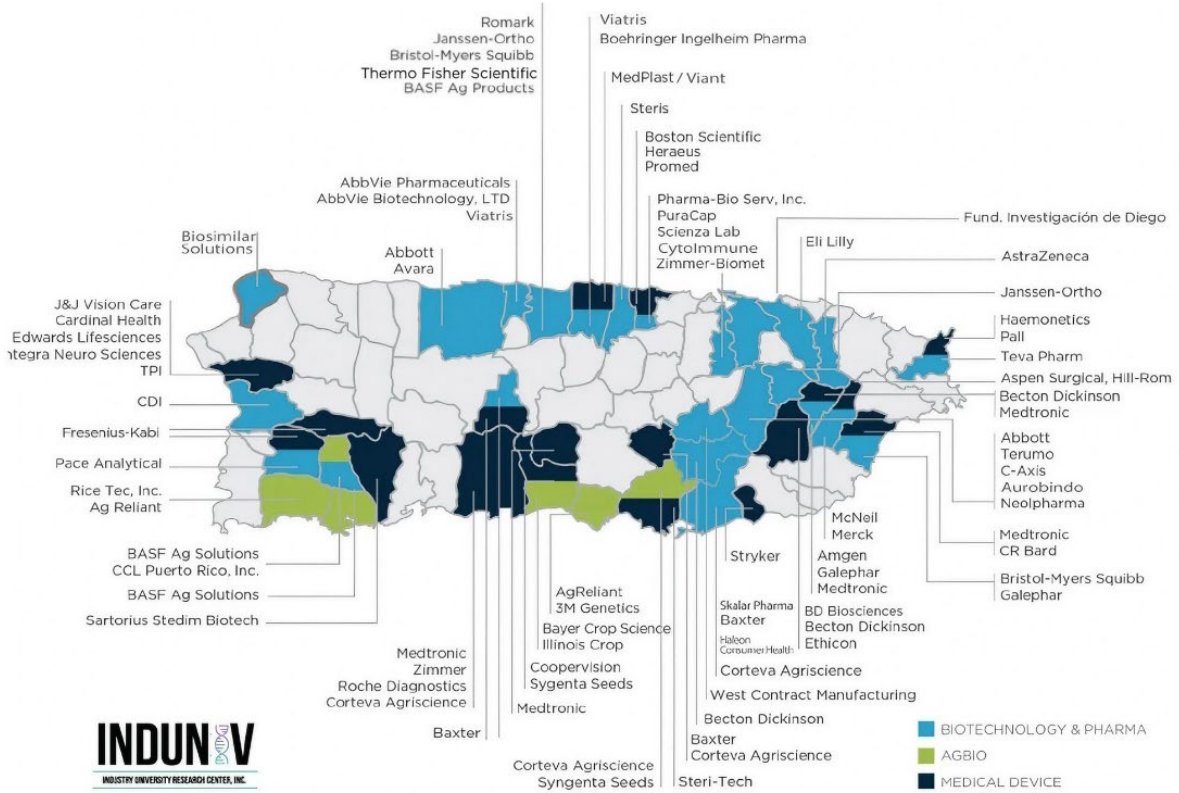 Romark
Janssen-Ortho
Bristol-Myers Squibb
Thermo Fisher Scientific
BASF Ag Products
Viatris
Boehringer Ingelheim Pharma
MedPlast / Viant
Steris
Boston Scientific
Heraeus
Promed
AbbVie Pharmaceuticals
AbbVie Biotechnology, LTD
Viatris
Pharma-Bio Serv, Inc.
PuraCap
Scienza Lab
CytoImmune
Zimmer-Biomet
Fund. Investigación de Diego
Eli Lilly
AstraZeneca
Biosimilar
Solutions
Abbott
Avara
Janssen-Ortho
J&J Vision Care
Cardinal Health
Edwards Lifesciences
ntegra Neuro Sciences
TPI
Haemonetics
Pall
Teva Pharm
Aspen Surgical, Hill-Rom
Becton Dickinson
Medtronic
CDI
Fresenius-Kabi
Pace Analytical
Rice Tec, Inc.
Ag Reliant
Abbott
Terumo
C-Axis
Aurobindo
Neolpharma
McNeil
Merck
Medtronic
CR Bard
BASF Ag Solutions
CCL Puerto Rico, Inc.
BASF Ag Solutions
Sartorius Stedim Biotech
Stryker
Amgen
Galephar
Medtronic
Bristol-Myers Squibb
Galephar
AgReliant
3M Genetics
Bayer Crop Science
Illinois Crop
Skalar Pharma
Baxter
Haleon
Consumer Health
BD Biosciences
Becton Dickinson
Ethicon
Medtronic
Zimmer
Roche Diagnostics
Corteva Agriscience
Coopervision
Sygenta Seeds
Corteva Agriscience
West Contract Manufacturing
Medtronic
Becton Dickinson
Baxter
Baxter
Corteva Agriscience
Corteva Agriscience
Syngenta Seeds
Steri-Tech
INDUNIV
INDUSTRY UNIVERSITY RESEARCH CENTER, INC.
BIOTECHNOLOGY & PHARMA
AGBIO
MEDICAL DEVICE